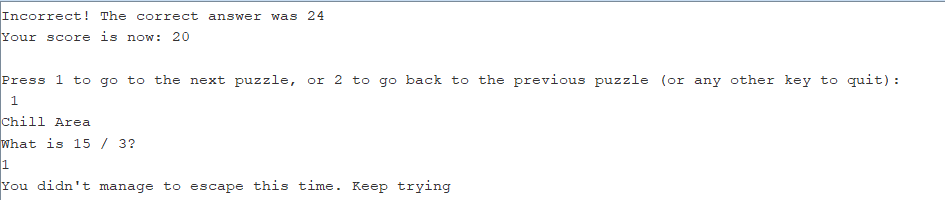 Incorrect! The correct answer was 24
Your score is now: 20
Press 1 to go to the next puzzle, or 2 to go back to the previous puzzle (or any other key to quit):
1
Chill Area
What is 15 / 3?
1
You didn't manage to escape this time. Keep trying